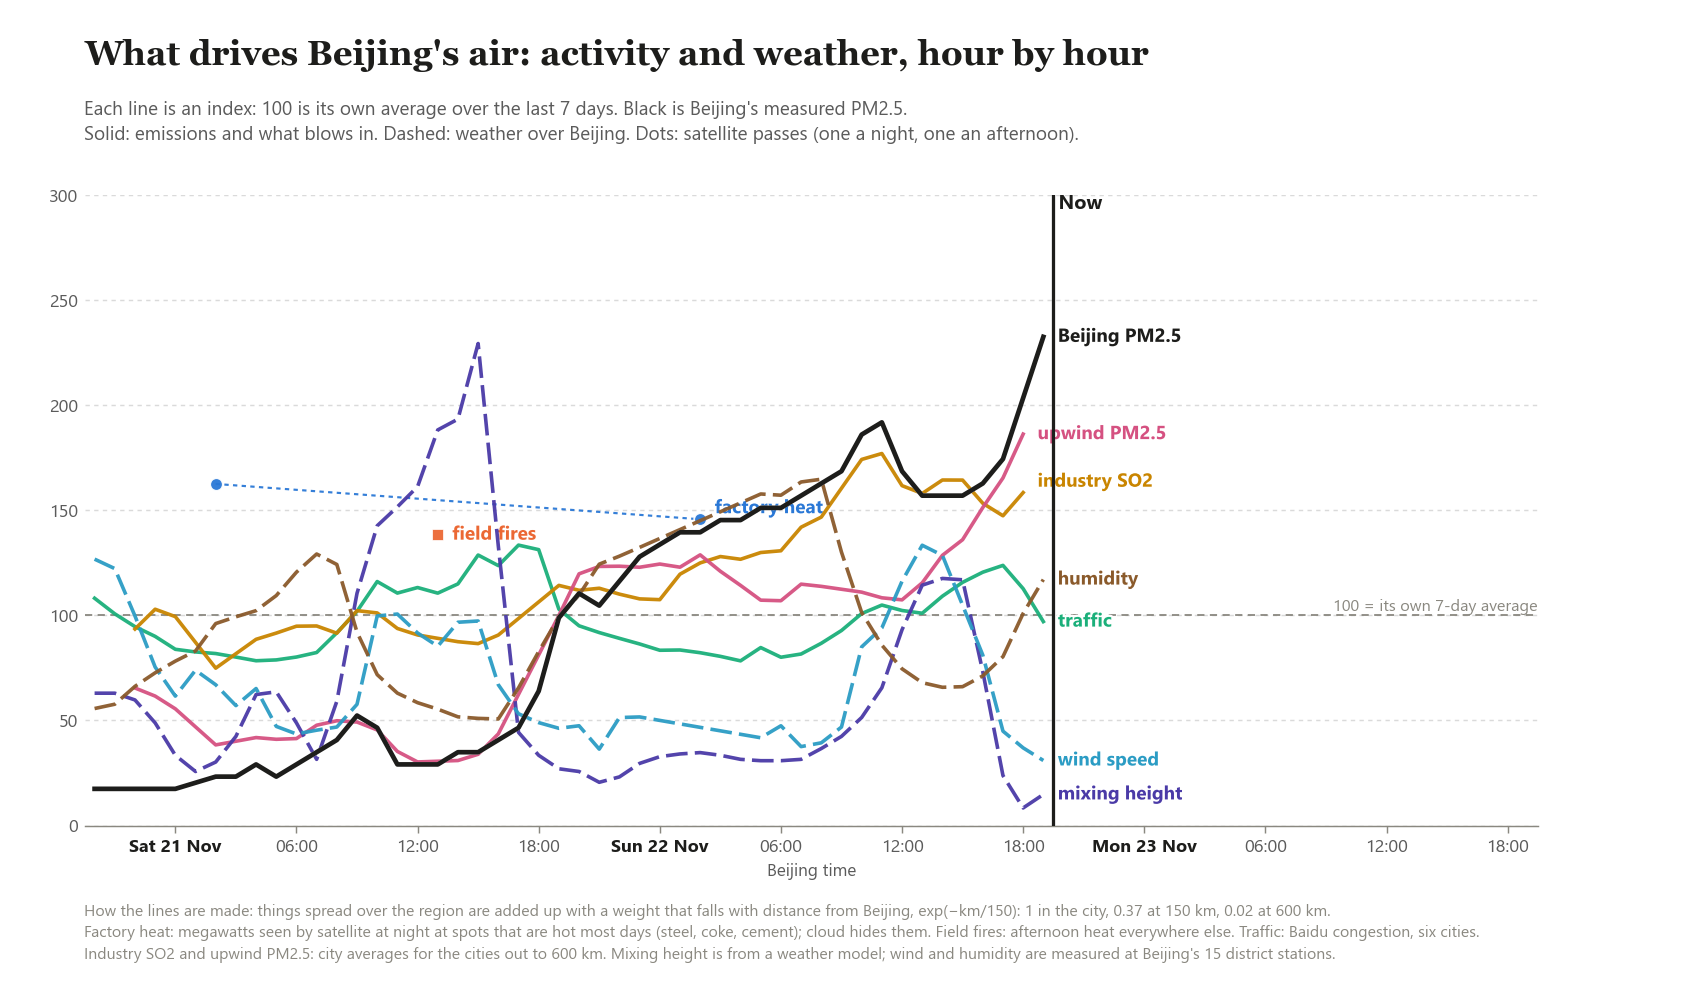 What drives Beijing's air: activity and weather, hour by hour
Each line is an index: 100 is its own average over the last 7 days. Black is Beijing's measured PM2.5.
Solid: emissions and what blows in. Dashed: weather over Beijing. Dots: satellite passes (one a night, one an afternoon).
300
Now
250
Beijing PM2.5
200
upwind PM2.5
industry SO2
150
factory heat
field fires
humidity
100 = its own 7-day average
100
traffic
50
wind speed
mixing height
0
Sat 21 Nov 06:00 12:00 18:00 Sun 22 Nov 06:00 12:00 18:00 Mon 23 Nov 06:00 12:00 18:00
Beijing time
How the lines are made: things spread over the region are added up with a weight that falls with distance from Beijing, exp(−km/150): 1 in the city, 0.37 at 150 km, 0.02 at 600 km.
Factory heat: megawatts seen by satellite at night at spots that are hot most days (steel, coke, cement); cloud hides them. Field fires: afternoon heat everywhere else. Traffic: Baidu congestion, six cities.
Industry SO2 and upwind PM2.5: city averages for the cities out to 600 km. Mixing height is from a weather model; wind and humidity are measured at Beijing's 15 district stations.